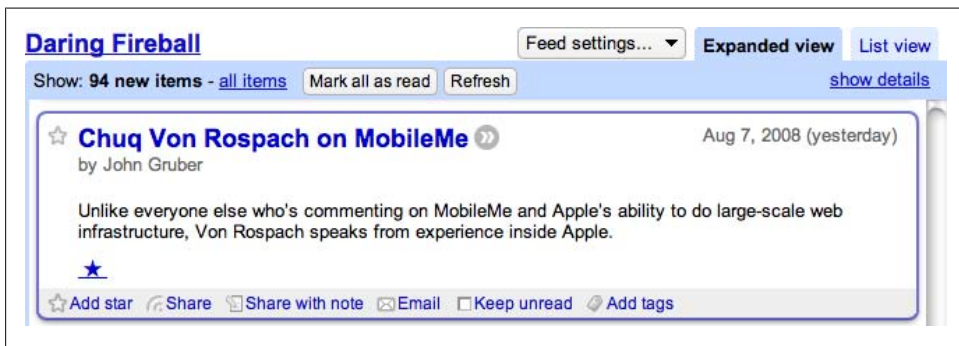 Daring Fireball
Feed settings...
Expanded view
List view
Show: 94 new items - all items
Mark all as read
Refresh
show details
Chuq Von Rospach on MobileMe
Aug 7, 2008 (yesterday)
by John Gruber
Unlike everyone else who's commenting on MobileMe and Apple's ability to do large-scale web
infrastructure, Von Rospach speaks from experience inside Apple.
★
Add star Share Share with note Email Keep unread Add tags